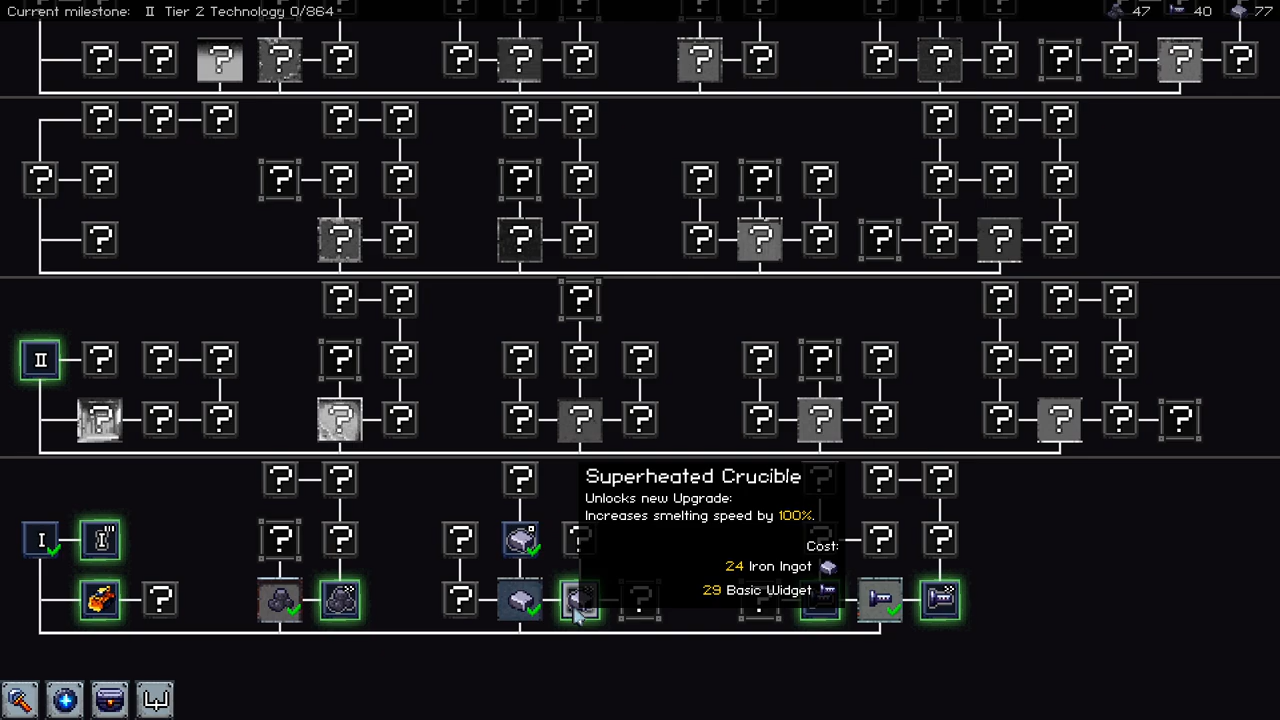 Current milestone: II Tier 2 Technology 0/864
47 40 77
? ? ? ? ? ? ? ? ? ? ? ? ? ? ? ? ?
? ? ? ? ? ? ? ? ? ?
? ? ? ? ? ? ? ? ? ? ? ? ? ?
? ? ? ? ? ? ? ? ? ? ? ? ?
? ? ? ? ? ?
II ? ? ? ? ? ? ? ? ? ? ? ? ? ?
? ? ? ? ? ? ? ? ? ? ? ? ? ? ? ?
Superheated Crucible
? ? ? ? ? ?
Unlocks new Upgrade:
Increases smelting speed by 100%.
I ? ? ? ? ? ? ?
Cost:
24 Iron Ingot
29 Basic Widget
? ? ? ?